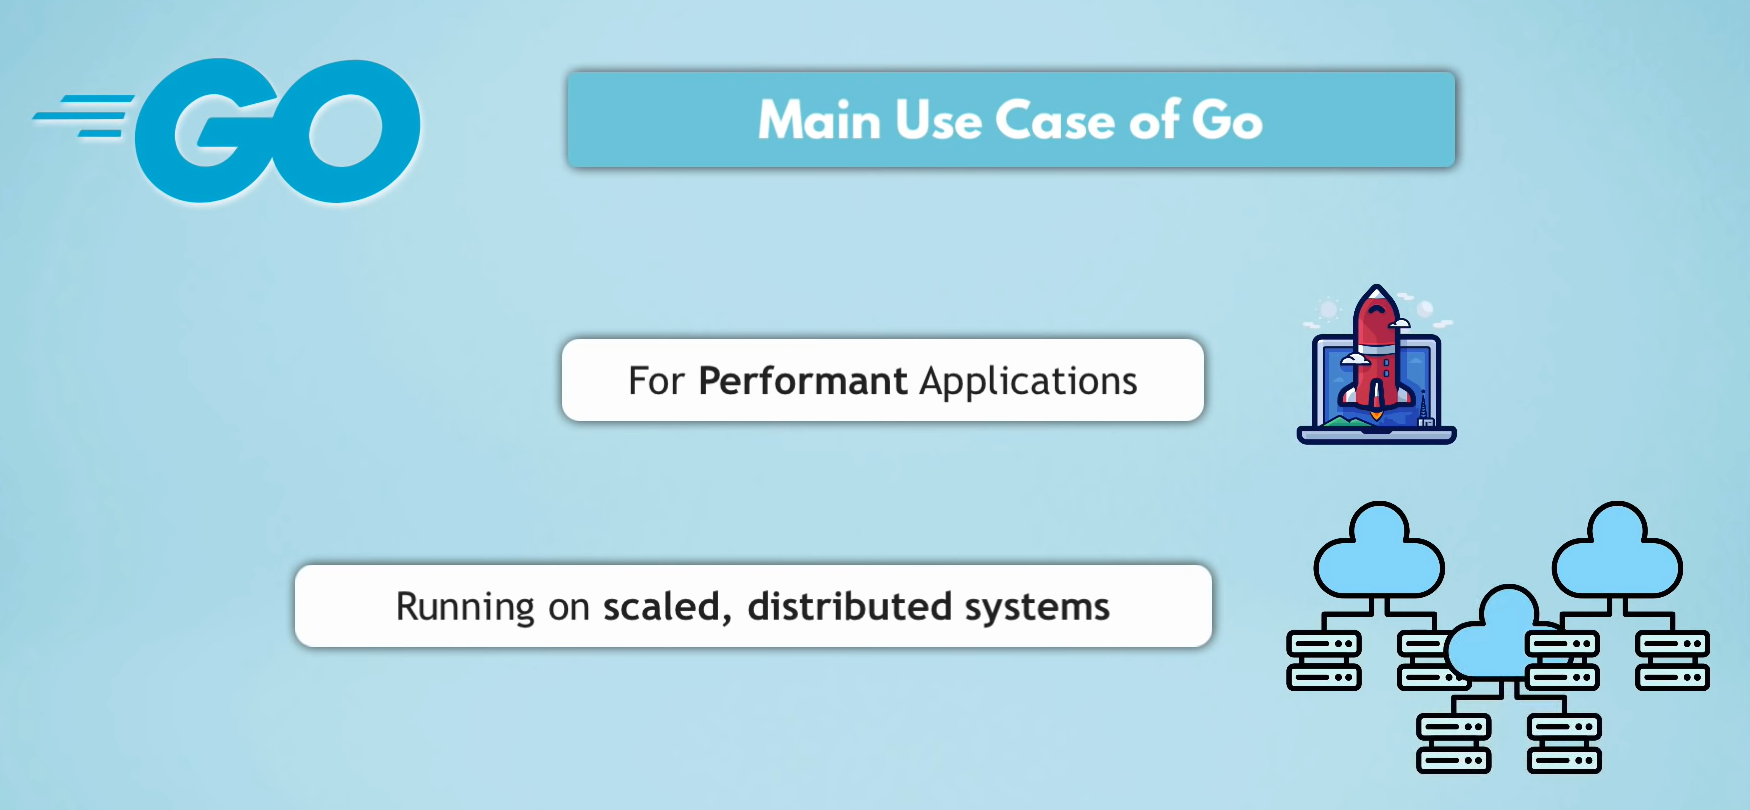 GO
Main Use Case of Go
For Performant Applications
Running on scaled, distributed systems